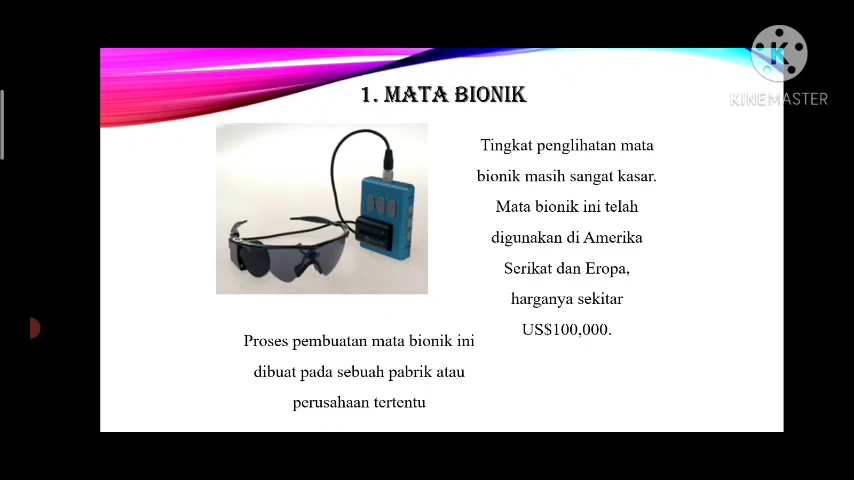 KINEMASTER
1. MATA BIONIK
Tingkat penglihatan mata
bionik masih sangat kasar.
Mata bionik ini telah
digunakan di Amerika
Serikat dan Eropa,
harganya sekitar
US$100,000.
Proses pembuatan mata bionik ini
dibuat pada sebuah pabrik atau
perusahaan tertentu